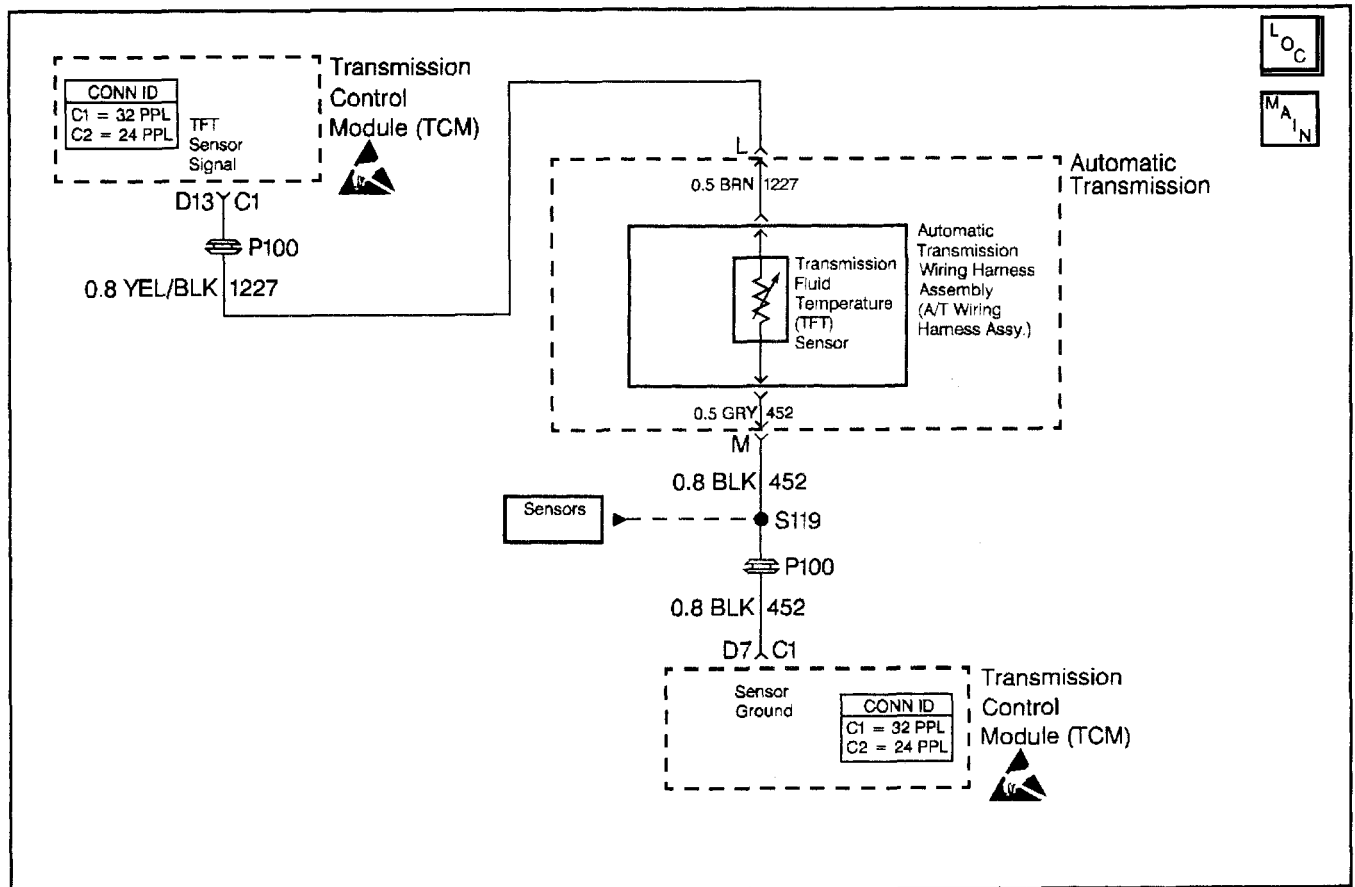 LOC
MAIN
CONN ID
C1 = 32 PPL
C2 = 24 PPL
TFT
Sensor
Signal
Transmission
Control
Module (TCM)
D13 C1
P100
0.8 YEL/BLK 1227
L
0.5 BRN 1227
Automatic
Transmission
Transmission
Fluid
Temperature
(TFT)
Sensor
Automatic
Transmission
Wiring Harness
Assembly
(A/T Wiring
Harness Assy.)
0.5 GRY 452
M
0.8 BLK 452
Sensors
S119
P100
0.8 BLK 452
D7 C1
Sensor
Ground
CONN ID
C1 = 32 PPL
C2 = 24 PPL
Transmission
Control
Module (TCM)